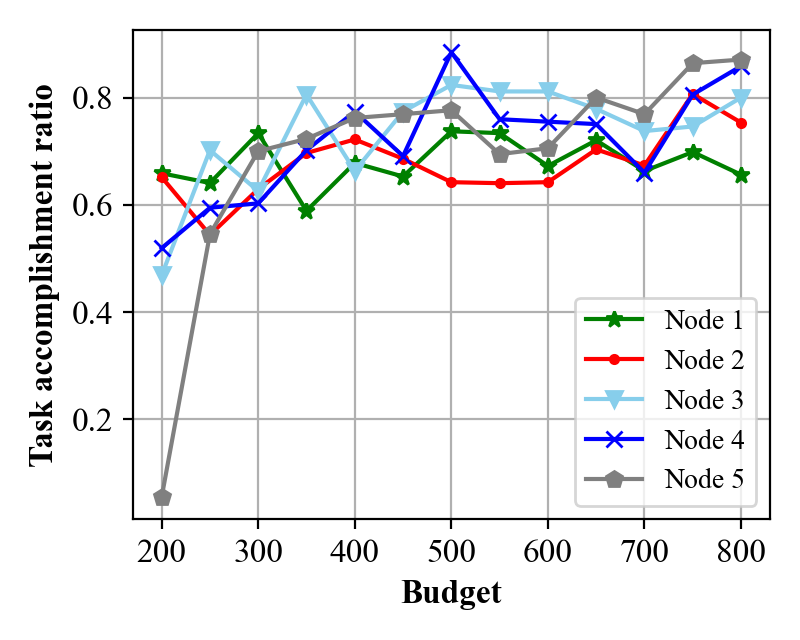 Task accomplishment ratio
0.8
0.6
0.4
0.2
Node 1
Node 2
Node 3
Node 4
Node 5
200 300 400 500 600 700 800
Budget